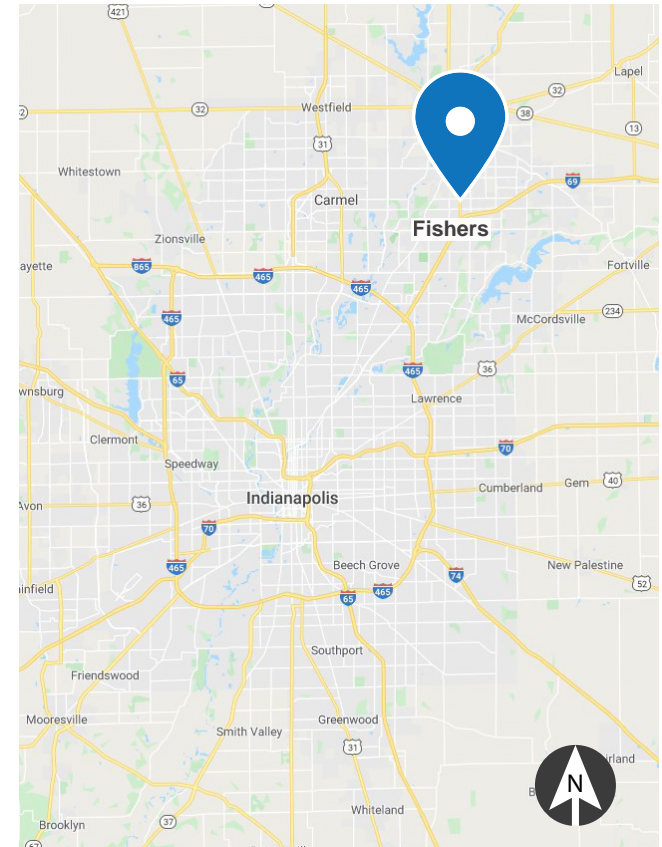 421
Lapel
32
32
Westfield
38
13
31
Whitestown
69
Carmel
Fishers
Zionsville
865
465
465
ayette
Fortville
465
234
McCordsville
65
465
36
wnsburg
Lawrence
Clermont
70
Speedway
40
Gem
Cumberland
Indianapolis
Avon
36
70
Beech Grove
465
74
New Palestine
52
65
465
ainfield
Southport
Friendswood
Mooresville
Greenwood
Smith Valley
31
irland
N
Whiteland
37
Brooklyn
67